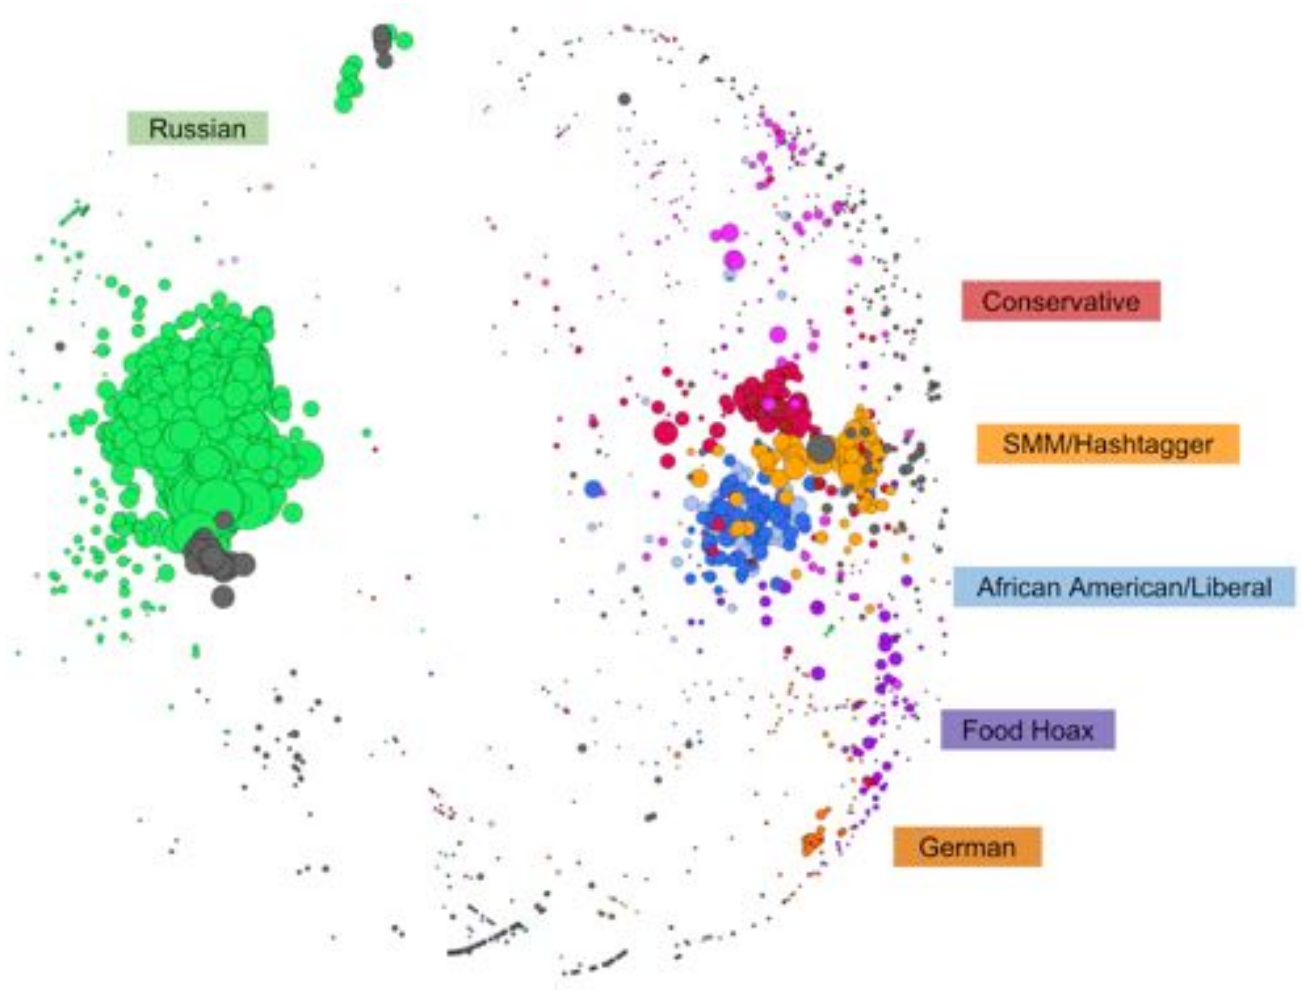 Russian
Conservative
SMM/Hashtagger
African American/Liberal
Food Hoax
German